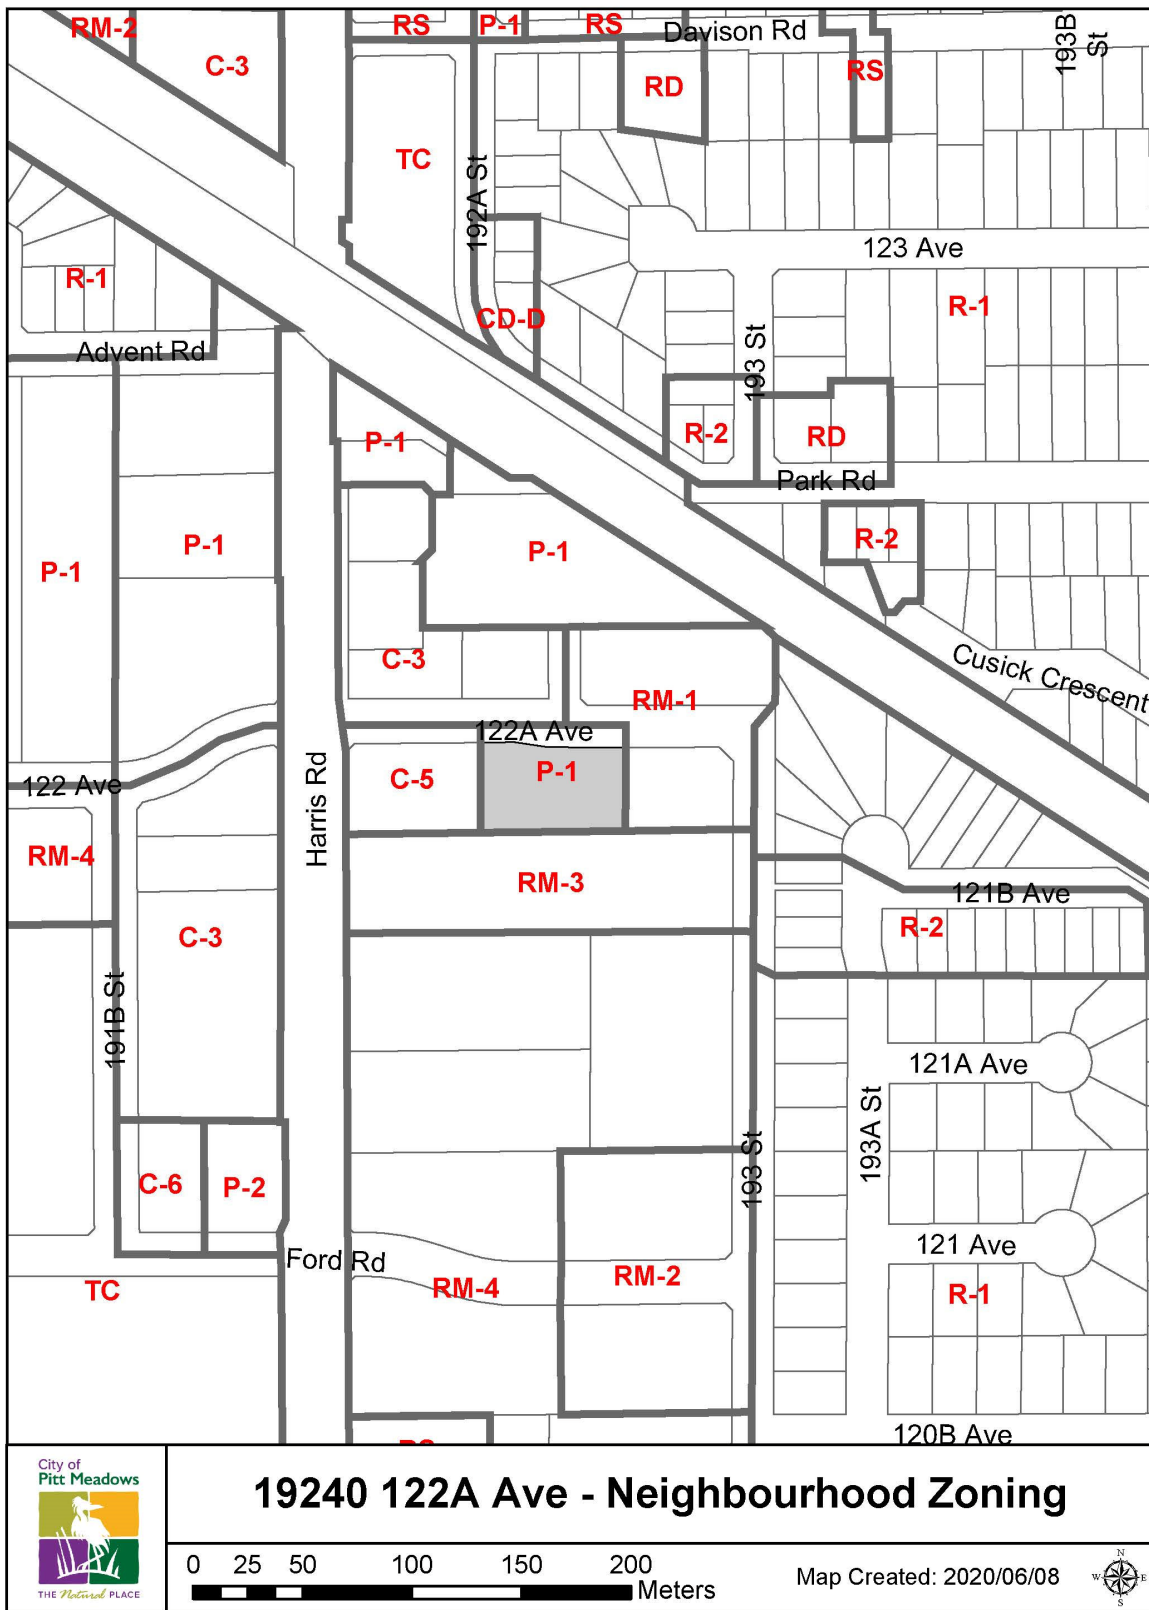 RM-2
C-3
RS
P-1
RS
Davison Rd
193B St
RD
RS
TC
192A St
123 Ave
R-1
CD-D
R-1
Advent Rd
193 St
P-1
R-2
RD
Park Rd
P-1
P-1
P-1
R-2
C-3
RM-1
Cusick Crescent
122A Ave
P-1
C-5
122 Ave
Harris Rd
RM-4
RM-3
121B Ave
R-2
C-3
191B St
121A Ave
193A St
193 St
C-6
P-2
121 Ave
Ford Rd
RM-4
RM-2
TC
R-1
120B Ave
City of
Pitt Meadows
THE Natural PLACE
19240 122A Ave - Neighbourhood Zoning
0 25 50 100 150 200
Meters
Map Created: 2020/06/08
N
W E
S